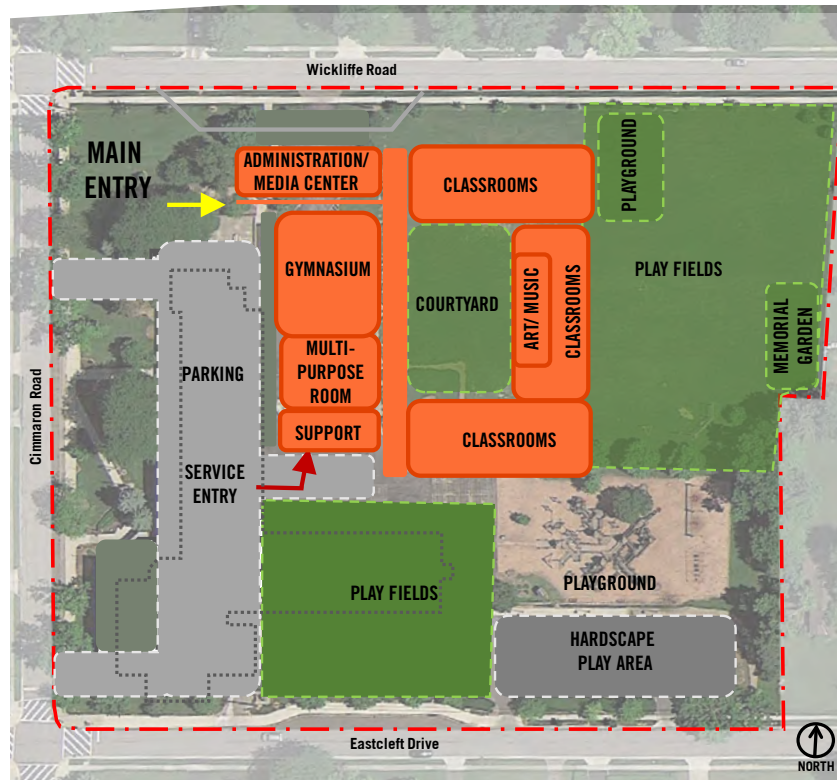 Wickliffe Road
MAIN
ENTRY
ADMINISTRATION/
MEDIA CENTER
CLASSROOMS
PLAYGROUND
GYMNASIUM
COURTYARD
ART/ MUSIC
CLASSROOMS
PLAY FIELDS
MEMORIAL
GARDEN
MULTI-
PURPOSE
ROOM
PARKING
Cimmaron Road
SUPPORT
CLASSROOMS
SERVICE
ENTRY
PLAY FIELDS
PLAYGROUND
HARDSCAPE
PLAY AREA
Eastcleft Drive
NORTH